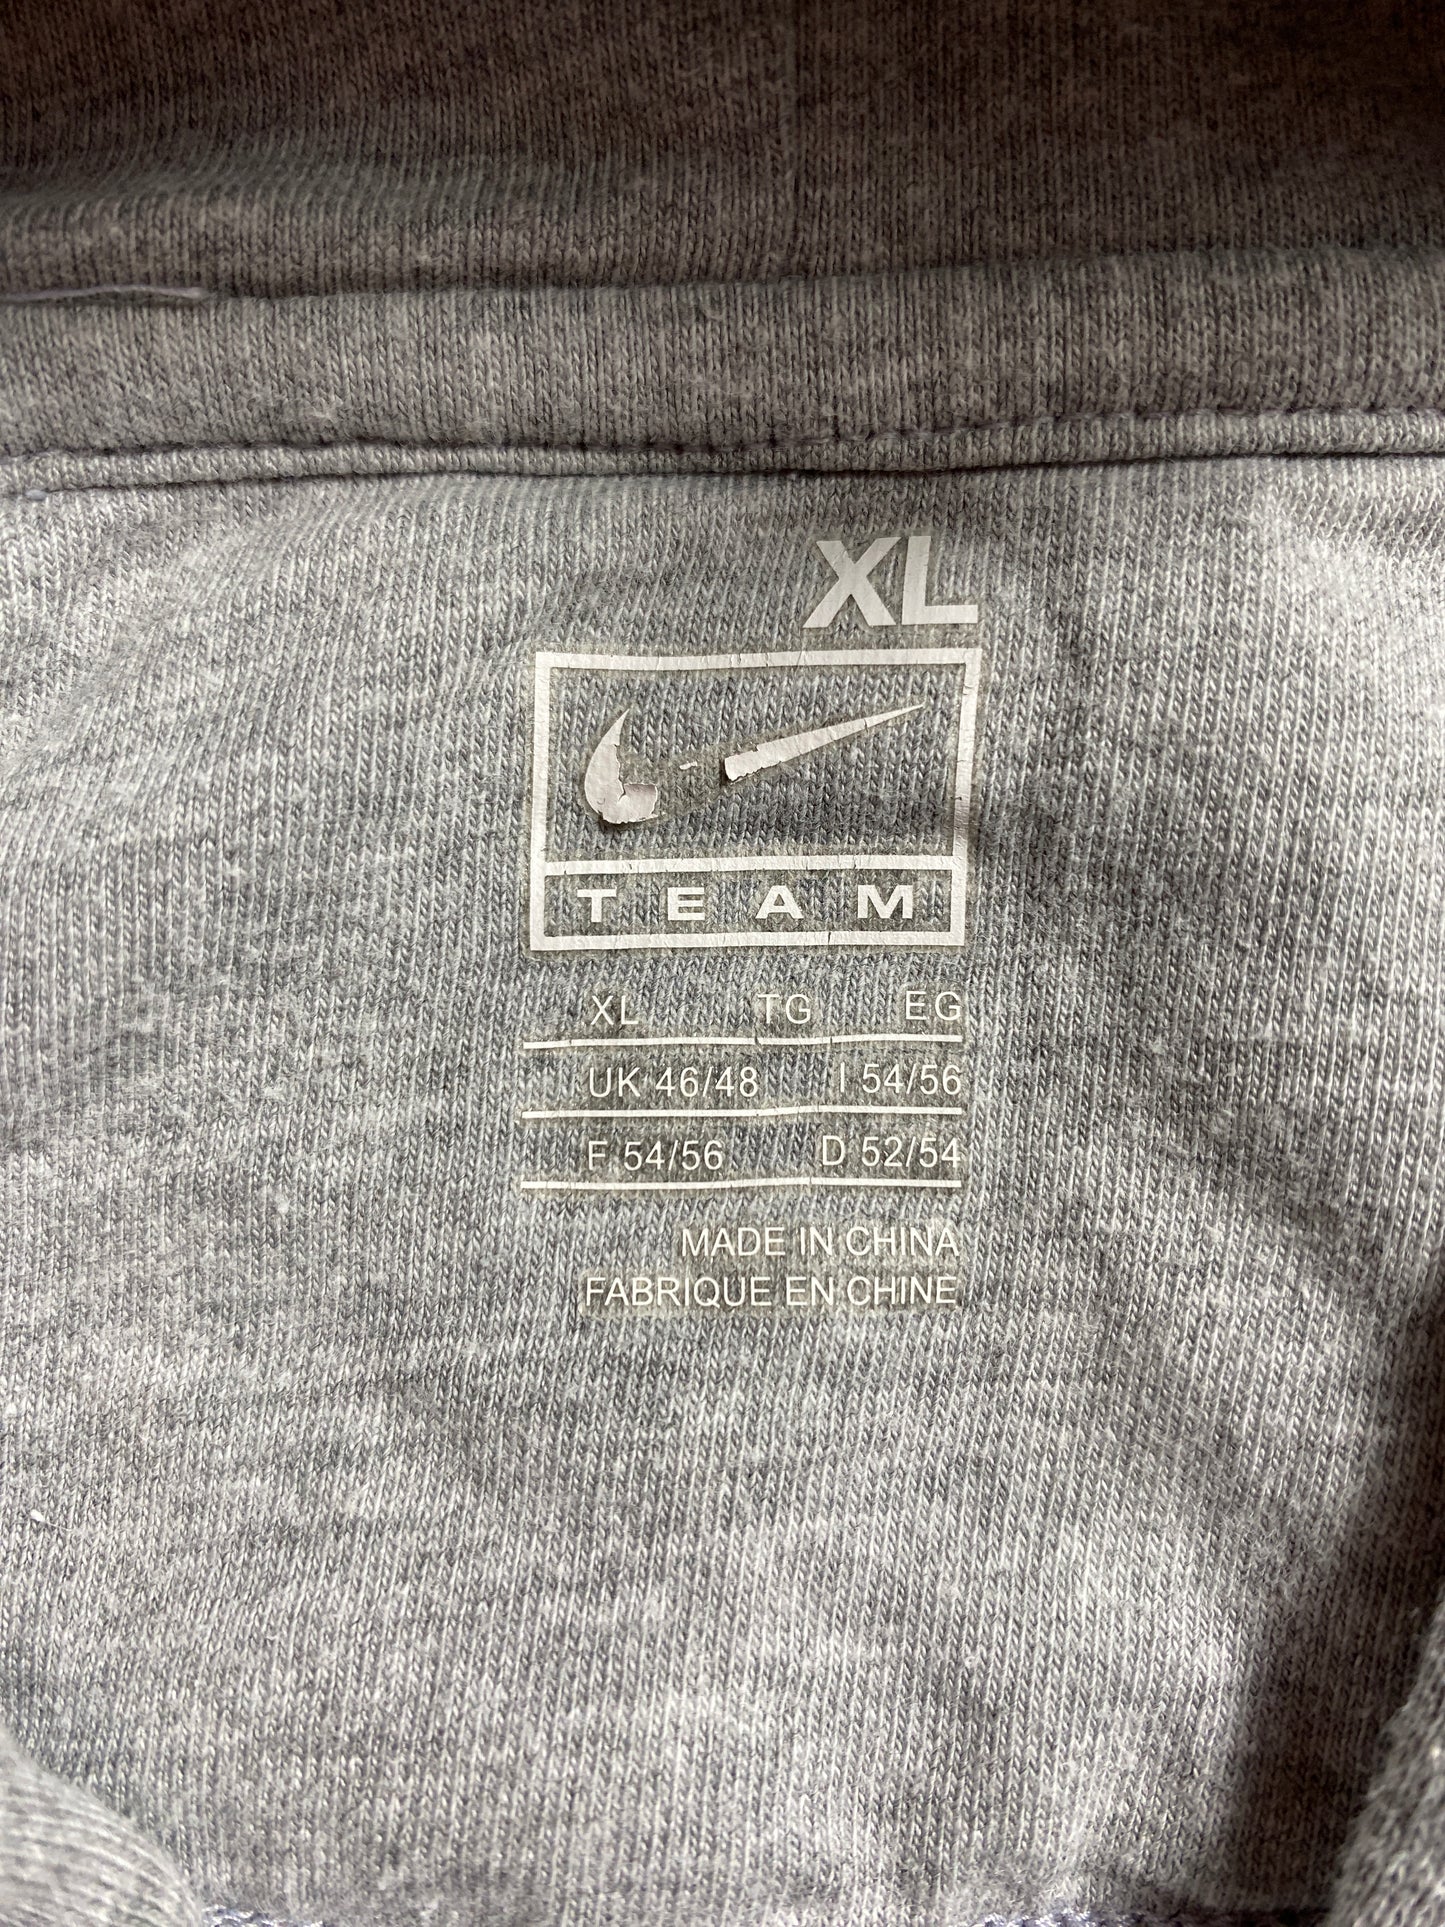 XL
TEAM
XL TG EG
UK 46/48 I 54/56
F 54/56 D 52/54
MADE IN CHINA
FABRIQUE EN CHINE